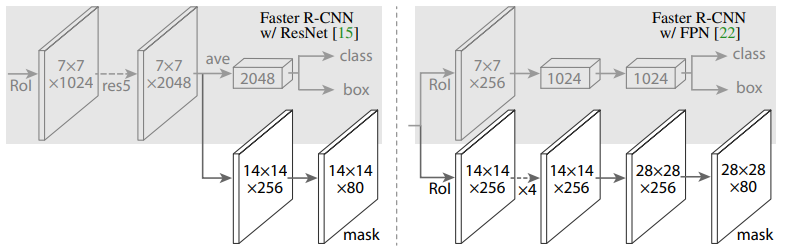 Faster R-CNN
w/ ResNet [15]
RoI
7×7
×1024
res5
7×7
×2048
ave
2048
class
box
14×14
×256
14×14
×80
mask
Faster R-CNN
w/ FPN [22]
RoI
7×7
×256
1024
1024
class
box
RoI
14×14
×256
×4
14×14
×256
28×28
×256
28×28
×80
mask